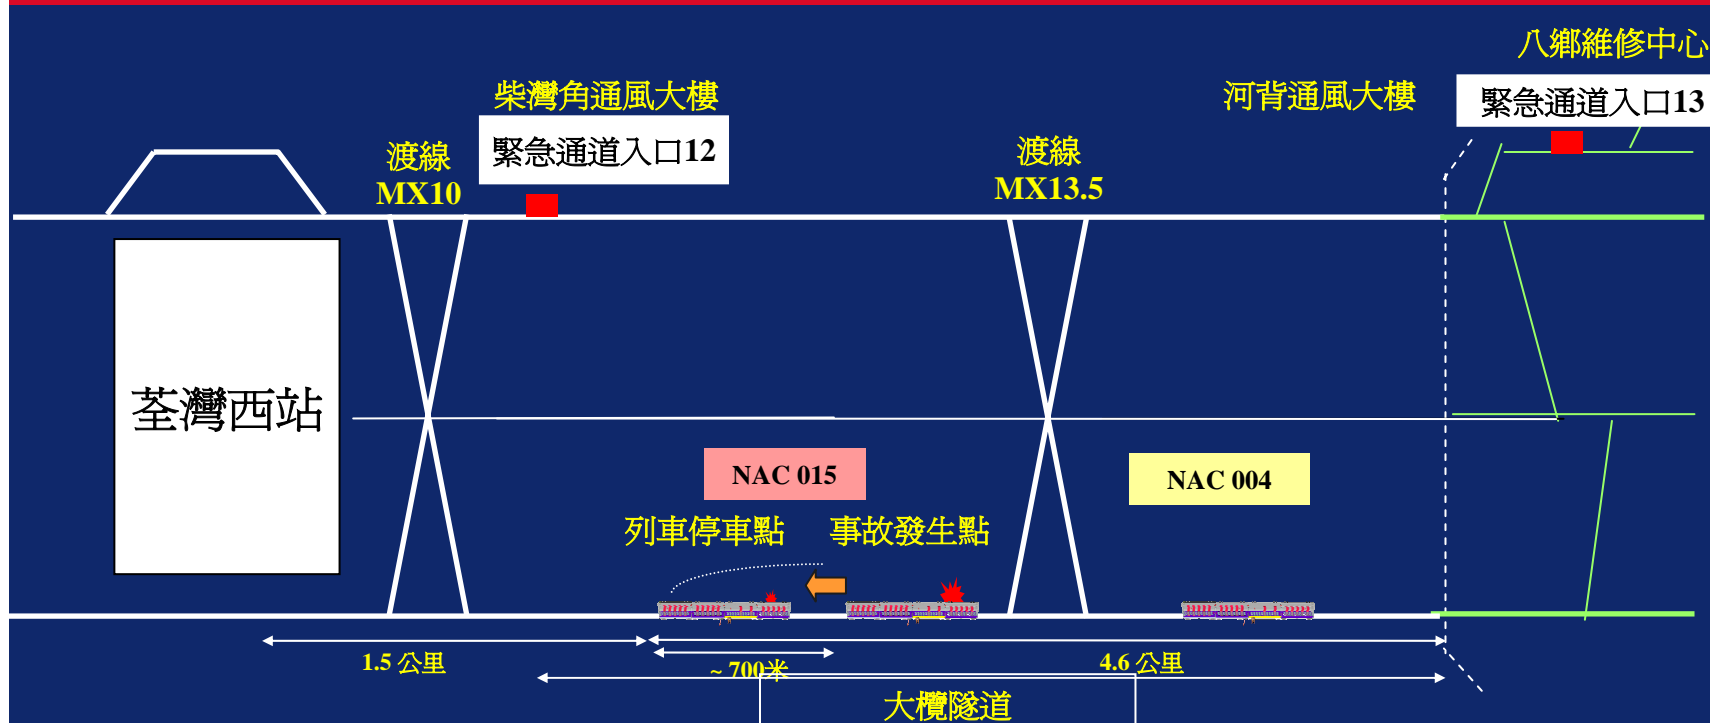 八鄉維修中心
柴灣角通風大樓
河背通風大樓
緊急通道入口13
緊急通道入口12
渡線
MX10
渡線
MX13.5
荃灣西站
NAC 015
NAC 004
列車停車點
事故發生點
1.5 公里
~ 700米
4.6 公里
大欖隧道